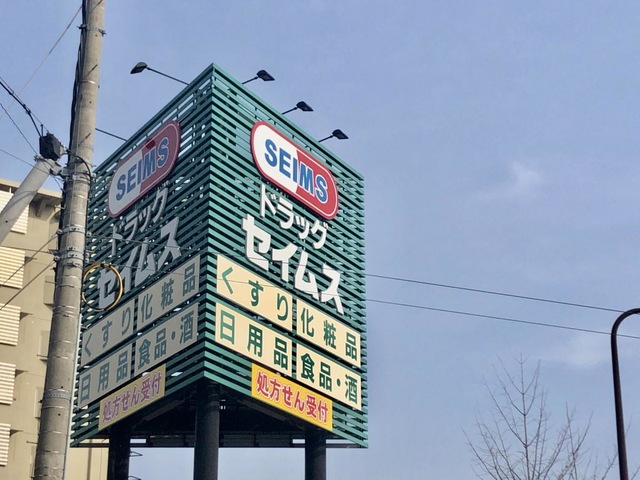 SEIMS
ドラッグ
セイムス
くすり 化粧品
日用品 食品・酒
処方せん受付
SEIMS
ドラッグ
セイムス
くすり 化粧品
日用品 食品・酒
処方せん受付